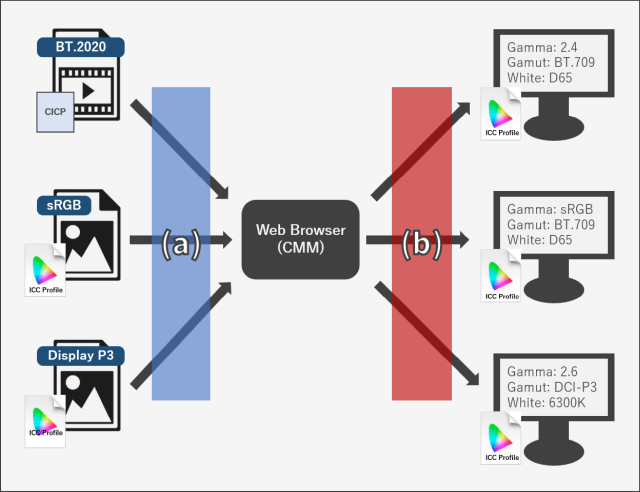 BT.2020
CICP
sRGB
ICC Profile
Display P3
ICC Profile
(a)
Web Browser
(CMM)
(b)
Gamma: 2.4
Gamut: BT.709
White: D65
ICC Profile
Gamma: sRGB
Gamut: BT.709
White: D65
ICC Profile
Gamma: 2.6
Gamut: DCI-P3
White: 6300K
ICC Profile